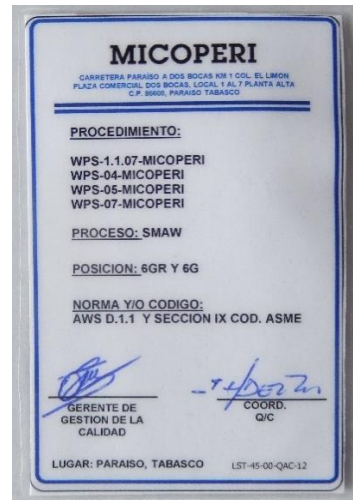 MICOPERI
CARRETERA PARAÍSO A DOS BOCAS KM 1 COL. EL LIMON
PLAZA COMERCIAL DOS BOCAS, LOCAL 1 AL 7 PLANTA ALTA
C.P. 86600, PARAISO TABASCO
PROCEDIMIENTO:
WPS-1.1.07-MICOPERI
WPS-04-MICOPERI
WPS-05-MICOPERI
WPS-07-MICOPERI
PROCESO: SMAW
POSICION: 6GR Y 6G
NORMA Y/O CODIGO:
AWS D.1.1 Y SECCION IX COD. ASME
GERENTE DE
GESTION DE LA
CALIDAD
COORD.
Q/C
LUGAR: PARAISO, TABASCO
LST-45-00-QAC-12